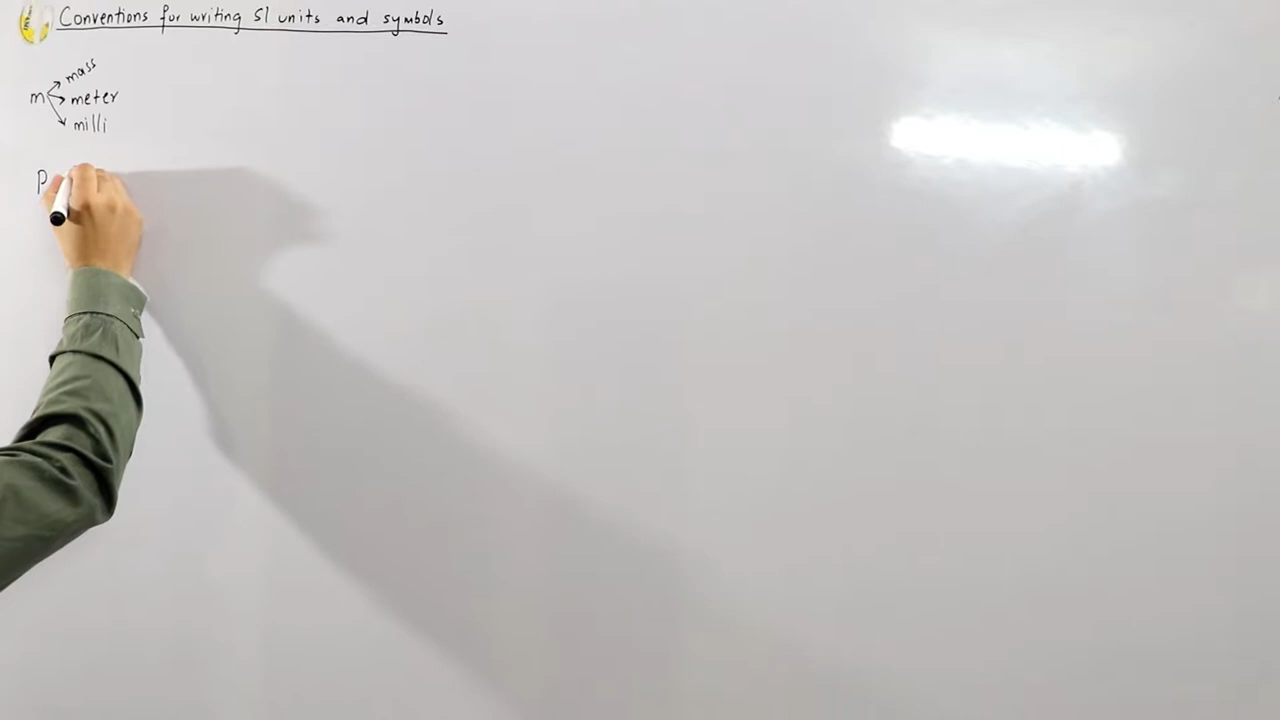 Conventions for writing SI units and symbols
mass
m meter
milli
P